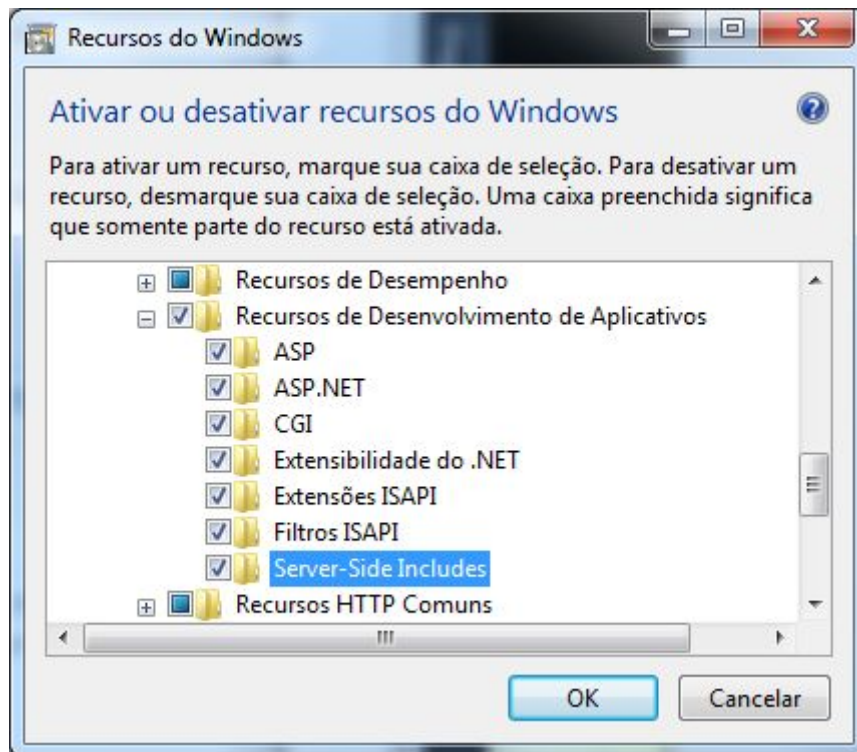 Recursos do Windows
Ativar ou desativar recursos do Windows
Para ativar um recurso, marque sua caixa de seleção. Para desativar um
recurso, desmarque sua caixa de seleção. Uma caixa preenchida significa
que somente parte do recurso está ativada.
Recursos de Desempenho
Recursos de Desenvolvimento de Aplicativos
ASP
ASP.NET
CGI
Extensibilidade do .NET
Extensões ISAPI
Filtros ISAPI
Server-Side Includes
Recursos HTTP Comuns
OK Cancelar